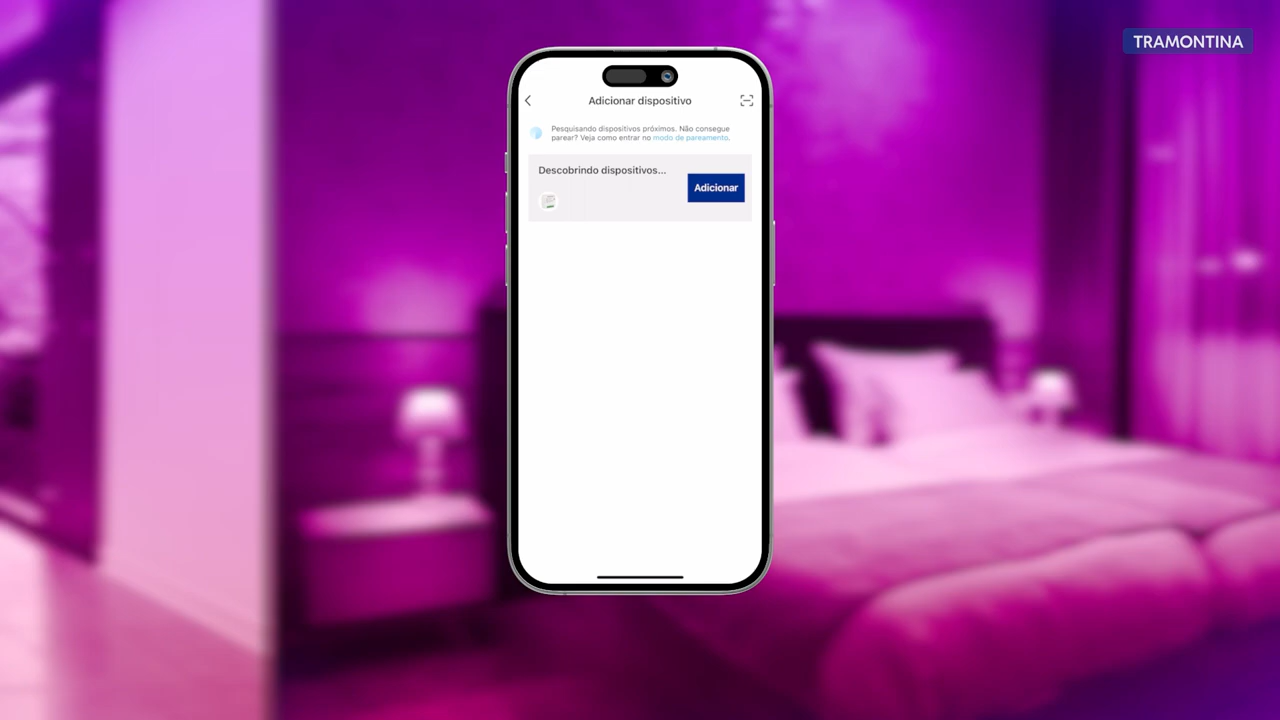 TRAMONTINA
Adicionar dispositivo
Pesquisando dispositivos próximos. Não consegue
parear? Veja como entrar no modo de pareamento.
Descobrindo dispositivos...
Adicionar